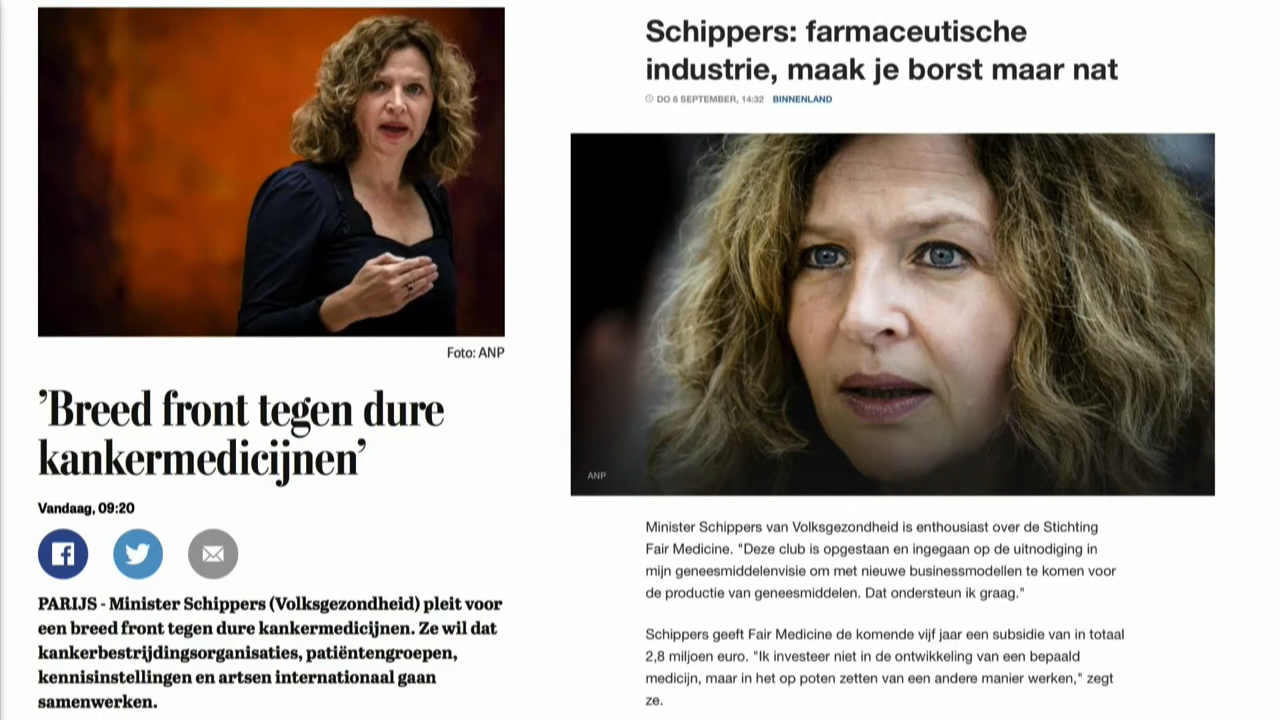 Foto: ANP
’Breed front tegen dure
kankermedicijnen’
Vandaag, 09:20
PARIJS - Minister Schippers (Volksgezondheid) pleit voor
een breed front tegen dure kankermedicijnen. Ze wil dat
kankerbestrijdingsorganisaties, patiëntengroepen,
kennisinstellingen en artsen internationaal gaan
samenwerken.
Schippers: farmaceutische
industrie, maak je borst maar nat
DO 8 SEPTEMBER, 14:32 BINNENLAND
ANP
Minister Schippers van Volksgezondheid is enthousiast over de Stichting
Fair Medicine. "Deze club is opgestaan en ingegaan op de uitnodiging in
mijn geneesmiddelenvisie om met nieuwe businessmodellen te komen voor
de productie van geneesmiddelen. Dat ondersteun ik graag."
Schippers geeft Fair Medicine de komende vijf jaar een subsidie van in totaal
2,8 miljoen euro. "Ik investeer niet in de ontwikkeling van een bepaald
medicijn, maar in het op poten zetten van een andere manier werken," zegt
ze.